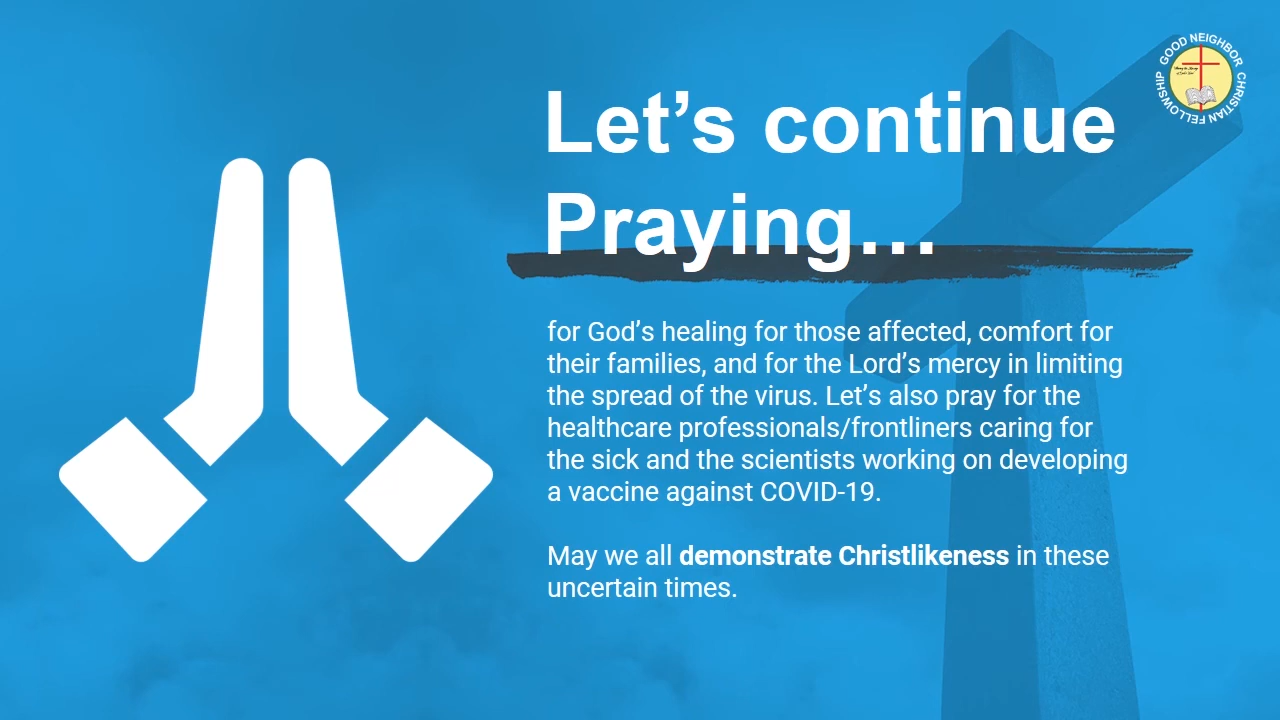 GOOD NEIGHBOR CHRISTIAN FELLOWSHIP
Let’s continue
Praying…
for God’s healing for those affected, comfort for
their families, and for the Lord’s mercy in limiting
the spread of the virus. Let’s also pray for the
healthcare professionals/frontliners caring for
the sick and the scientists working on developing
a vaccine against COVID-19.
May we all demonstrate Christlikeness in these
uncertain times.